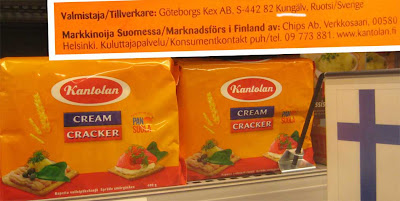 Valmistaja/Tillverkare: Göteborgs Kex AB, S-442 82 Kungälv, Ruotsi/Sverige
Markkinoija Suomessa/Marknadsförs i Finland av: Chips Ab, Verkkosaari, 00580
Helsinki. Kuluttajapalvelu/Konsumentkontakt puh/tel. 09 773 881. www.kantolan.fi
Kantolan
CREAM
CRACKER
Kantolan
CREAM
CRACKER